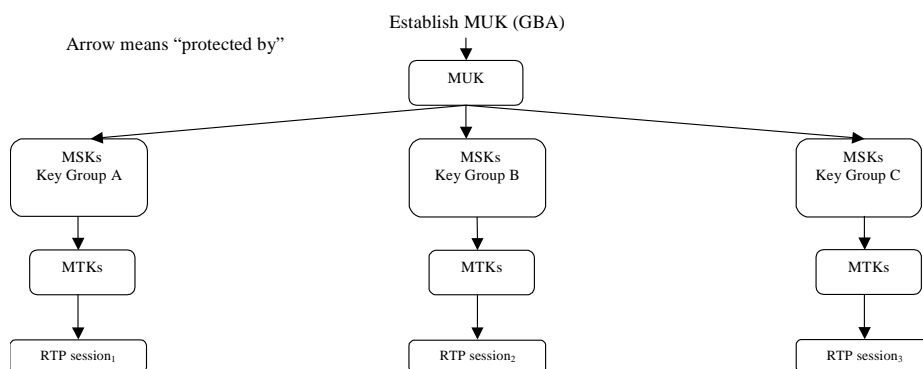 Establish MUK (GBA)
Arrow means “protected by”
MUK
MSKs
Key Group A
MSKs
Key Group B
MSKs
Key Group C
MTKs
MTKs
MTKs
RTP session₁
RTP session₂
RTP session₃